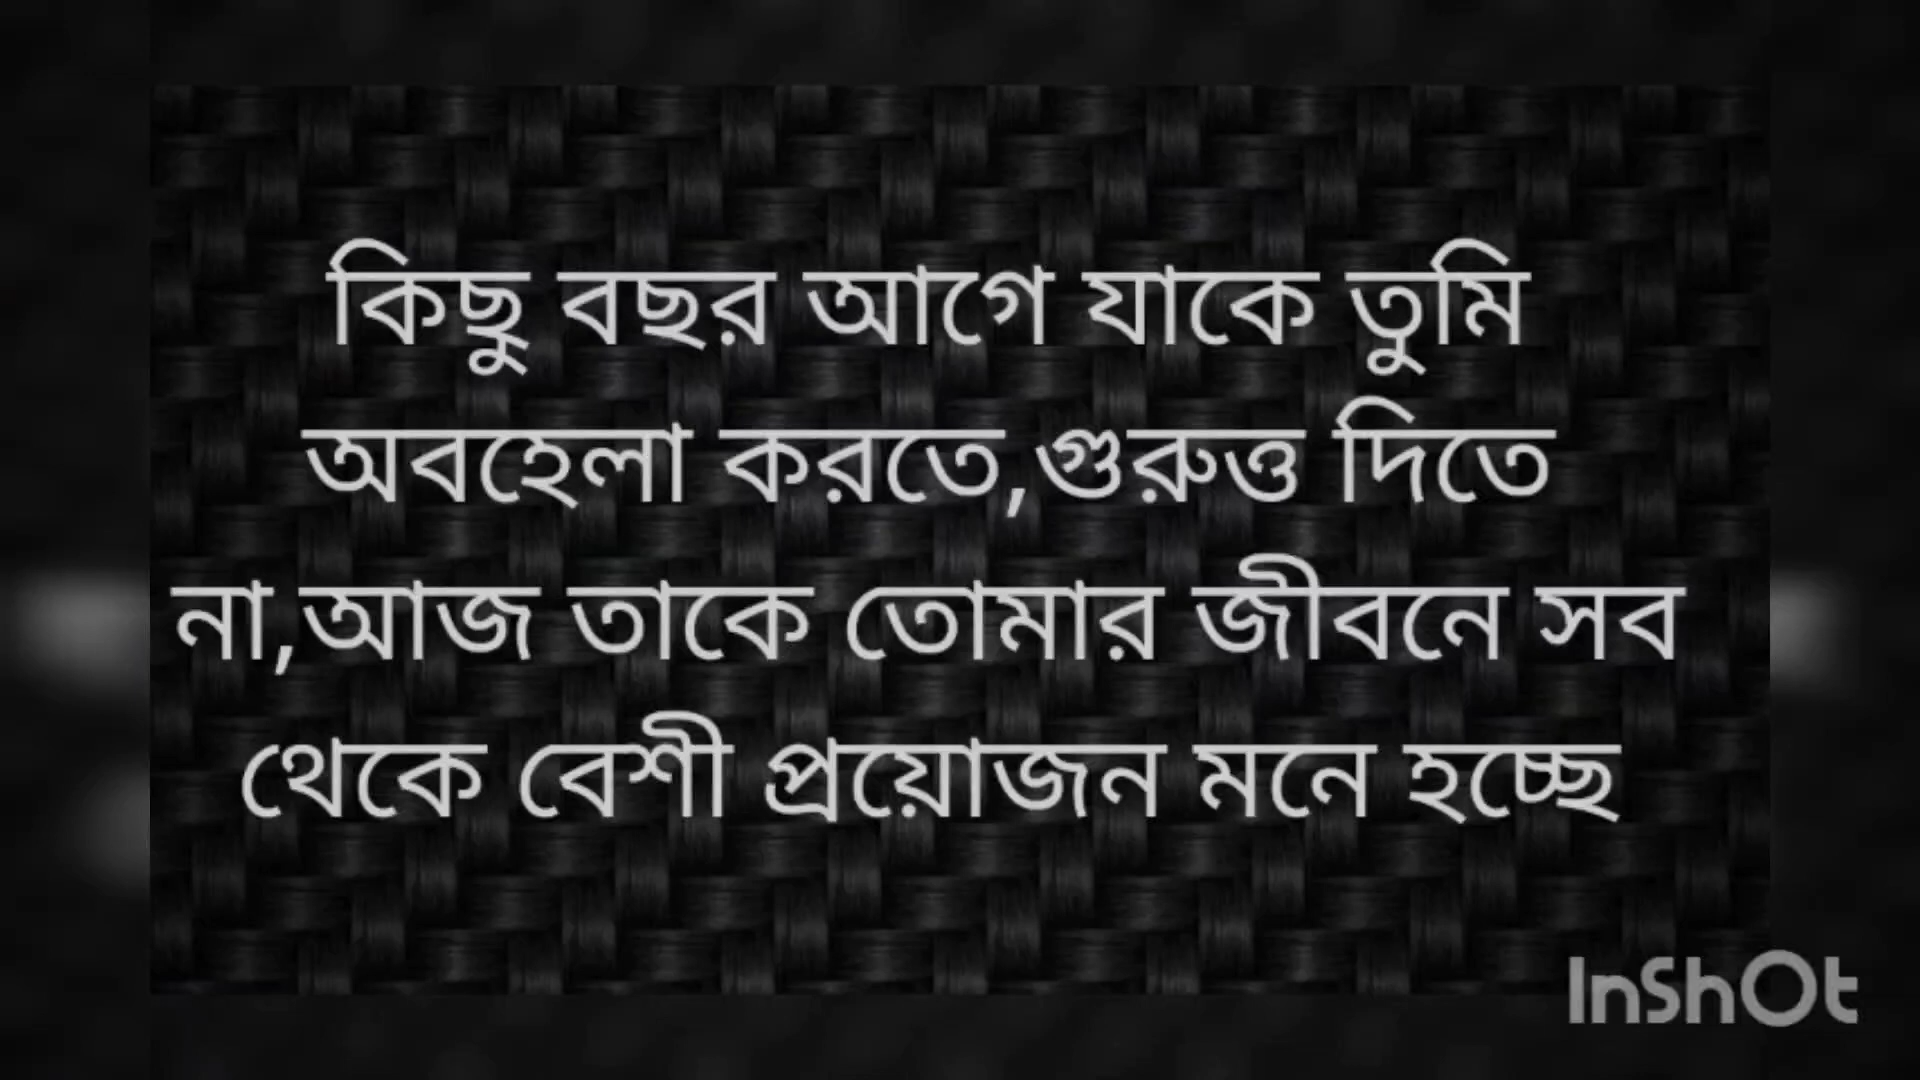 কিছু বছর আগে যাকে তুমি
অবহেলা করতে,গুরুত্ত দিতে
না,আজ তাকে তোমার জীবনে সব
থেকে বেশী প্রয়োজন মনে হচ্ছে
InShOt